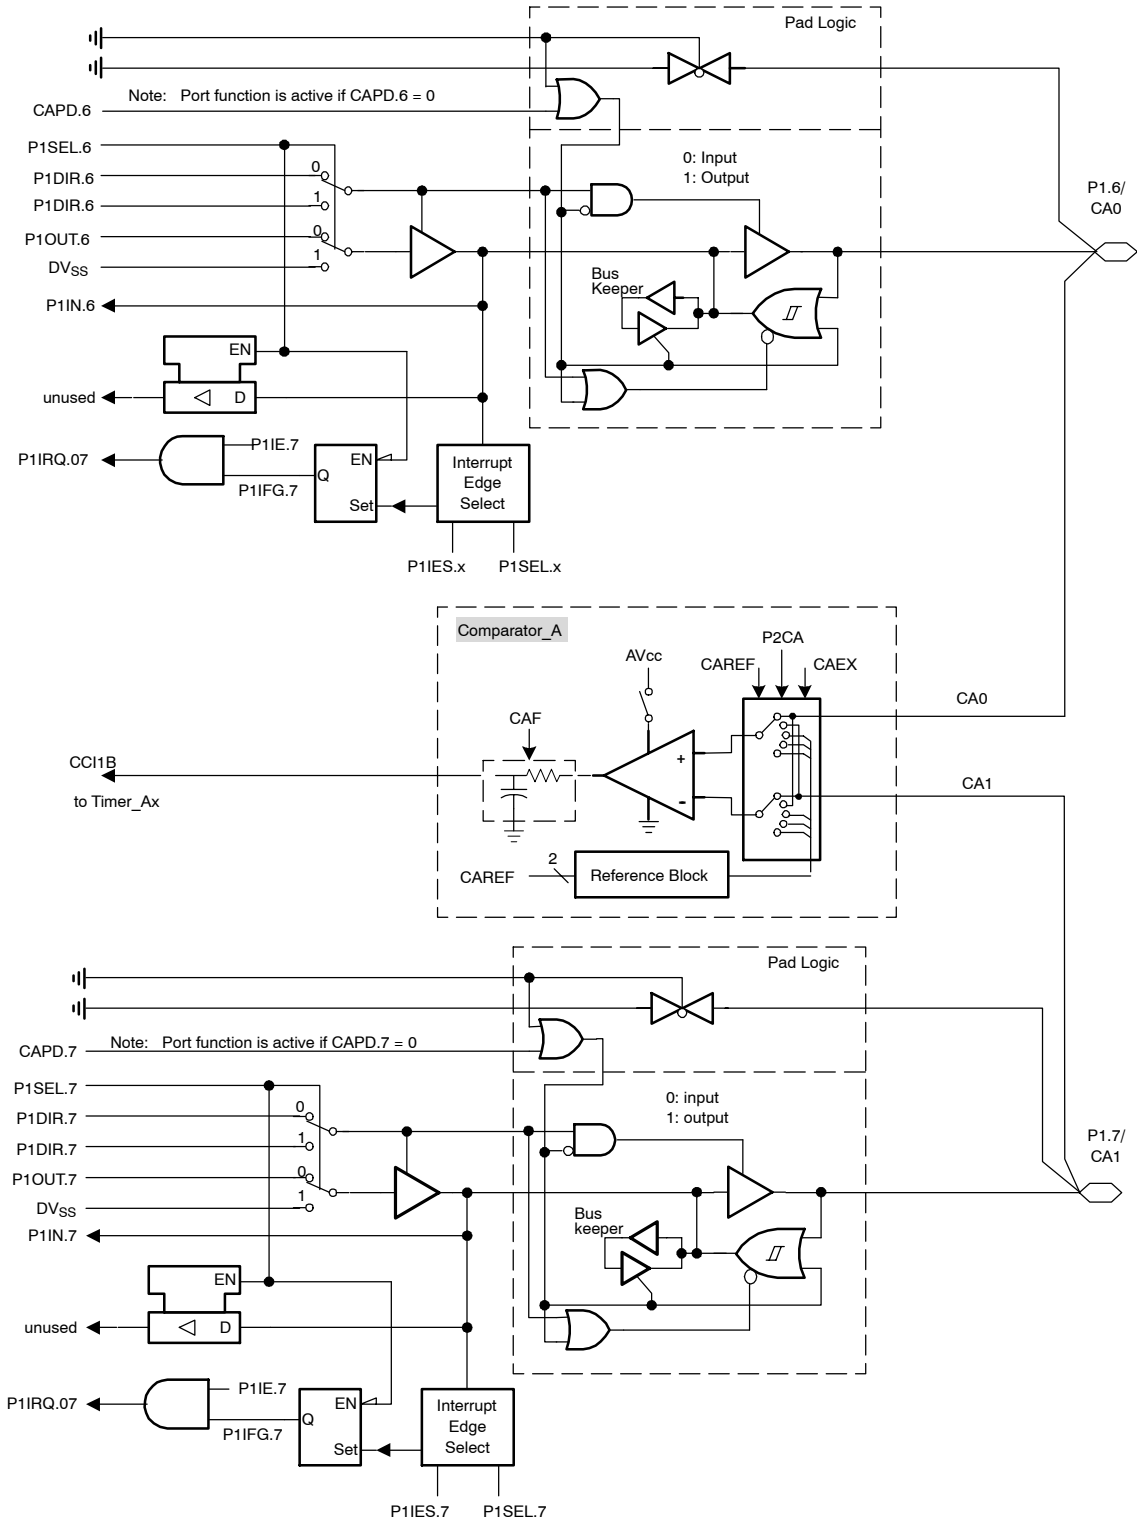 Pad Logic
Note: Port function is active if CAPD.6 = 0
CAPD.6
P1SEL.6
0
P1DIR.6
1
P1DIR.6
0: Input
1: Output
P1.6/
CA0
P1OUT.6
0
1
DVSS
Bus
Keeper
P1IN.6
EN
unused
D
P1IRQ.07
P1IE.7
P1IFG.7
EN
Q
Set
Interrupt
Edge
Select
P1IES.x
P1SEL.x
Comparator_A
P2CA
AVcc
CAREF
CAEX
CA0
CAF
+
CCI1B
to Timer_Ax
-
CA1
CAREF
2
Reference Block
Pad Logic
Note: Port function is active if CAPD.7 = 0
CAPD.7
P1SEL.7
0
P1DIR.7
1
P1DIR.7
0: input
1: output
P1.7/
CA1
P1OUT.7
0
1
DVSS
Bus
keeper
P1IN.7
EN
unused
D
P1IRQ.07
P1IE.7
P1IFG.7
EN
Q
Set
Interrupt
Edge
Select
P1IES.7
P1SEL.7